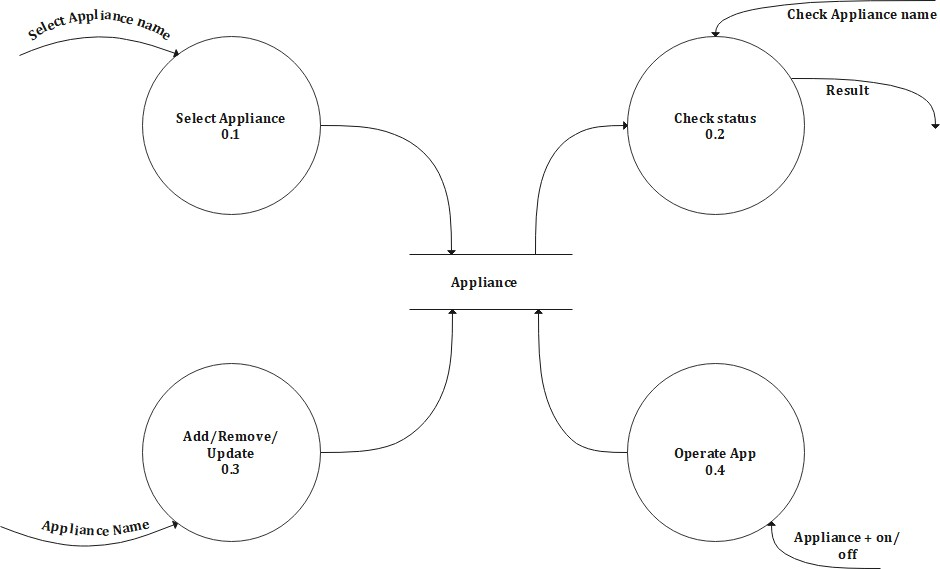 Select Appliance name
Check Appliance name
Result
Select Appliance
0.1
Check status
0.2
Appliance
Add/Remove/
Update
0.3
Operate App
0.4
Appliance Name
Appliance + on/
off